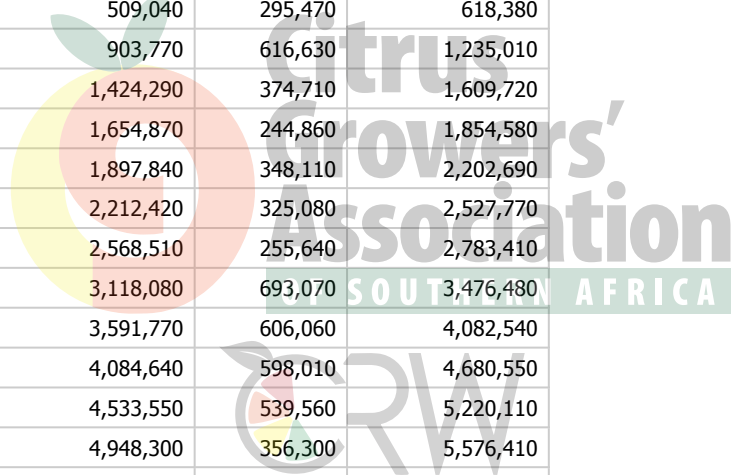 509,040 295,470 618,380
903,770 616,630 1,235,010
1,424,290 374,710 1,609,720
1,654,870 244,860 1,854,580
1,897,840 348,110 2,202,690
2,212,420 325,080 2,527,770
2,568,510 255,640 2,783,410
3,118,080 693,070 3,476,480
3,591,770 606,060 4,082,540
4,084,640 598,010 4,680,550
4,533,550 539,560 5,220,110
4,948,300 356,300 5,576,410
Citrus
Growers'
Association
OF SOUTHERN AFRICA
CRW